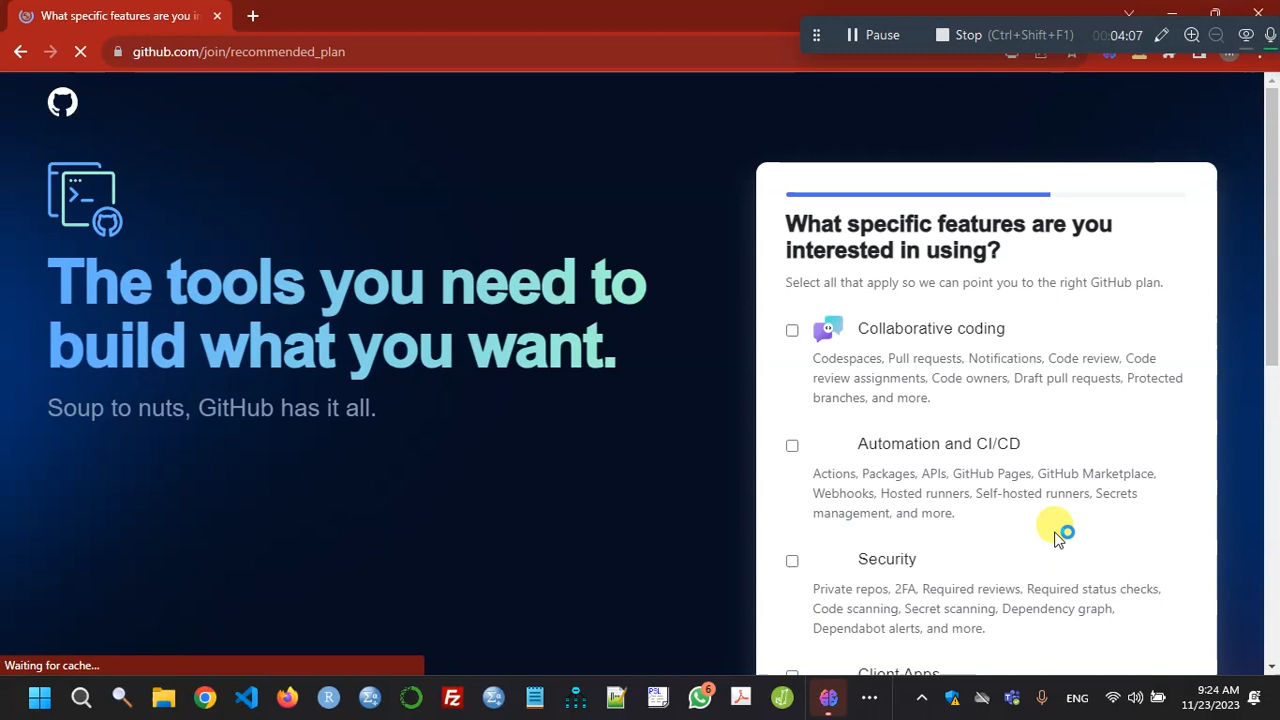 What specific features are you in
00:04:07
Pause
Stop (Ctrl+Shift+F1)
github.com/join/recommended_plan
The tools you need to
build what you want.
Soup to nuts, GitHub has it all.
What specific features are you
interested in using?
Select all that apply so we can point you to the right GitHub plan.
Collaborative coding
Codespaces, Pull requests, Notifications, Code review, Code
review assignments, Code owners, Draft pull requests, Protected
branches, and more.
Automation and CI/CD
Actions, Packages, APIs, GitHub Pages, GitHub Marketplace,
Webhooks, Hosted runners, Self-hosted runners, Secrets
management, and more.
Security
Private repos, 2FA, Required reviews, Required status checks,
Code scanning, Secret scanning, Dependency graph,
Dependabot alerts, and more.
Client Apps
Waiting for cache...
6
ENG
9:24 AM
11/23/2023